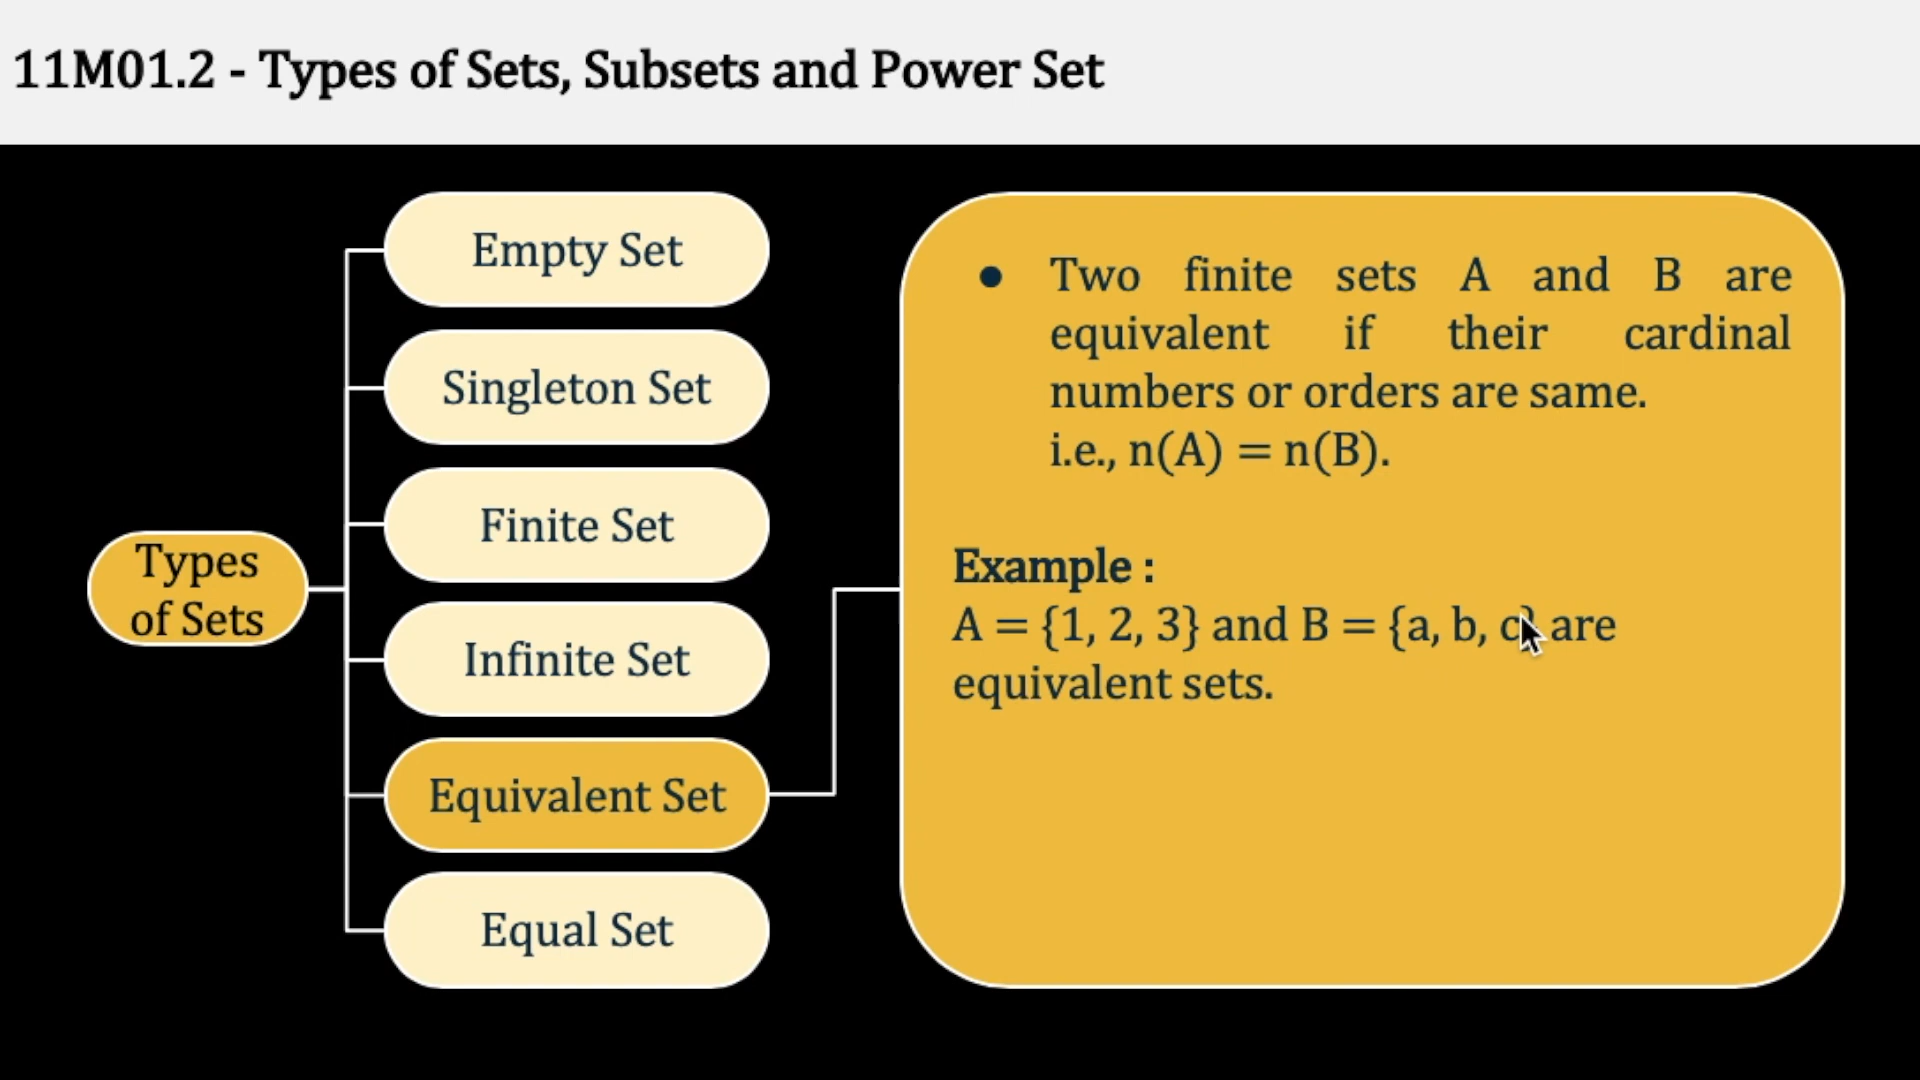 11M01.2 - Types of Sets, Subsets and Power Set
Types
of Sets
Empty Set
Singleton Set
Finite Set
Infinite Set
Equivalent Set
Equal Set
● Two finite sets A and B are
equivalent if their cardinal
numbers or orders are same.
i.e., n(A) = n(B).
Example :
A = {1, 2, 3} and B = {a, b, c} are
equivalent sets.